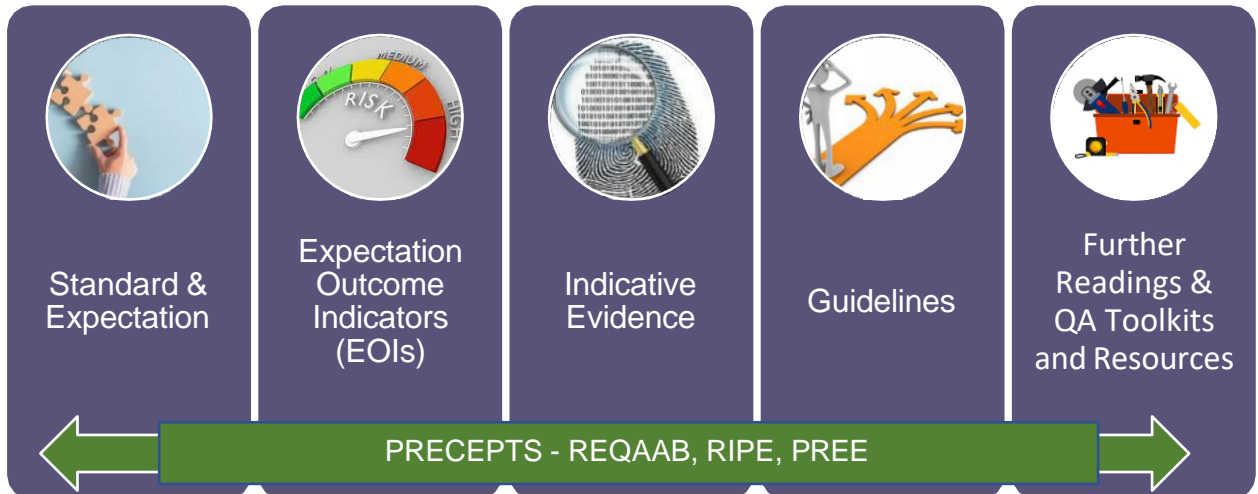 Standard &
Expectation
MEDIUM
HIGH
RISK
Expectation
Outcome
Indicators
(EOIs)
Indicative
Evidence
Guidelines
Further
Readings &
QA Toolkits
and Resources
PRECEPTS - REQAAB, RIPE, PREE